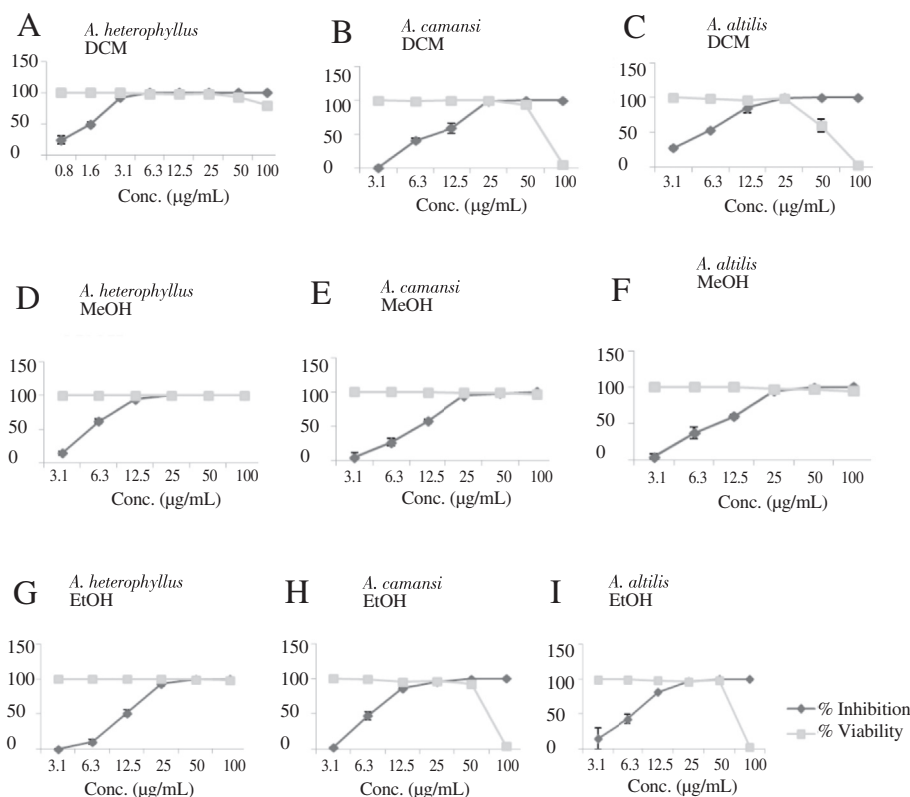 A
A. heterophyllus
DCM
150
100
50
0
0.8 1.6 3.1 6.3 12.5 25 50 100
Conc. (µg/mL)
B
A. camansi
DCM
150
100
50
0
3.1 6.3 12.5 25 50 100
Conc. (µg/mL)
C
A. altilis
DCM
150
100
50
0
3.1 6.3 12.5 25 50 100
Conc. (µg/mL)
D
A. heterophyllus
MeOH
150
100
50
0
3.1 6.3 12.5 25 50 100
Conc. (µg/mL)
E
A. camansi
MeOH
150
100
50
0
3.1 6.3 12.5 25 50 100
Conc. (µg/mL)
F
A. altilis
MeOH
150
100
50
0
3.1 6.3 12.5 25 50 100
Conc. (µg/mL)
G
A. heterophyllus
EtOH
150
100
50
0
3.1 6.3 12.5 25 50 100
Conc. (µg/mL)
H
A. camansi
EtOH
150
100
50
0
3.1 6.3 12.5 25 50 100
Conc. (µg/mL)
I
A. altilis
EtOH
150
100
50
0
3.1 6.3 12.5 25 50 100
Conc. (µg/mL)
% Inhibition
% Viability